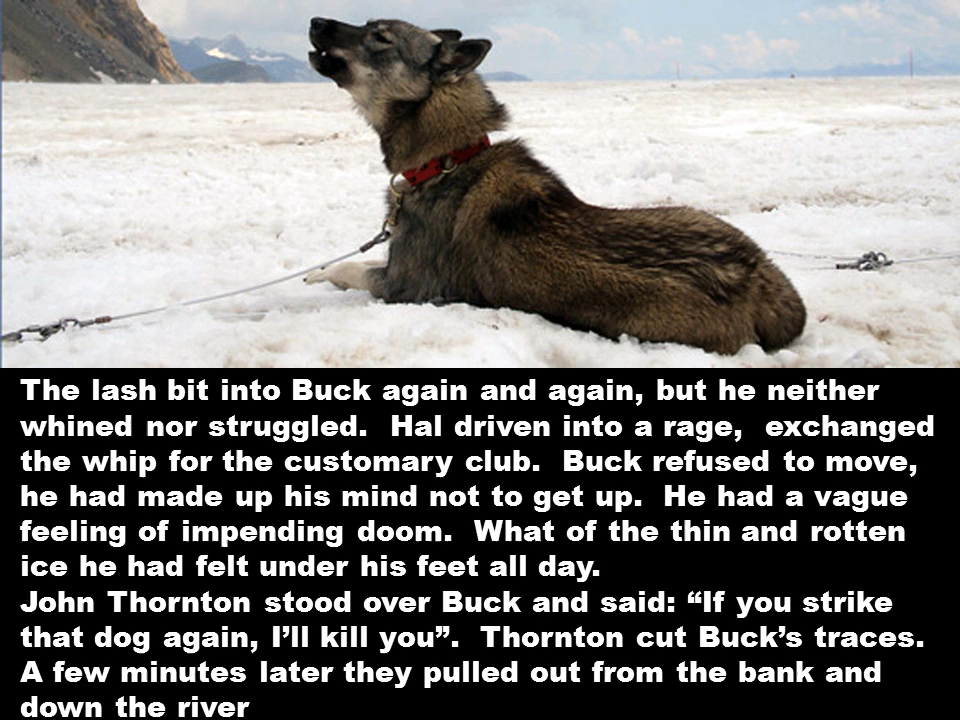 The lash bit into Buck again and again, but he neither
whined nor struggled.  Hal driven into a rage,  exchanged
the whip for the customary club.  Buck refused to move,
he had made up his mind not to get up.  He had a vague
feeling of impending doom.  What of the thin and rotten
ice he had felt under his feet all day.
John Thornton stood over Buck and said: “If you strike
that dog again, I’ll kill you”.  Thornton cut Buck’s traces.
A few minutes later they pulled out from the bank and
down the river